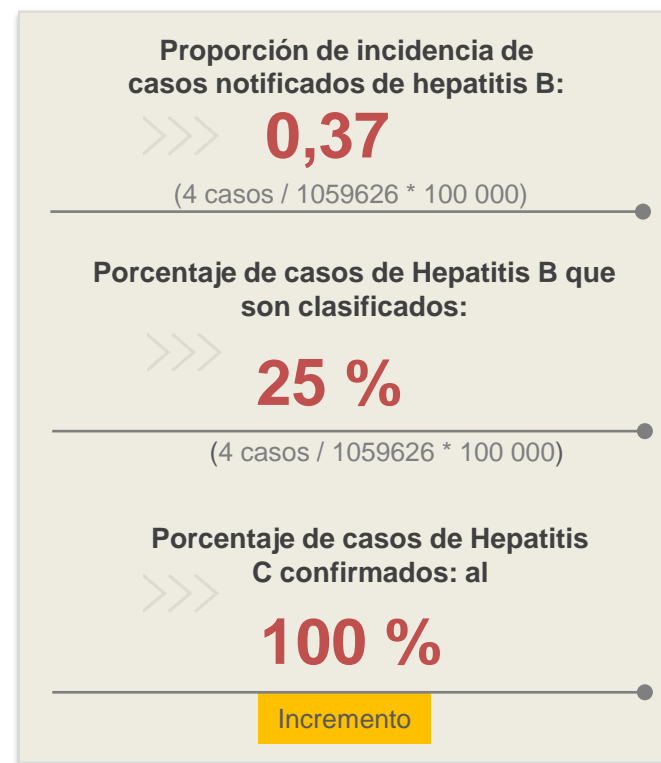 Proporción de incidencia de
casos notificados de hepatitis B:
0,37
(4 casos / 1059626 * 100 000)
Porcentaje de casos de Hepatitis B que
son clasificados:
25 %
(4 casos / 1059626 * 100 000)
Porcentaje de casos de Hepatitis
C confirmados: al
100 %
Incremento